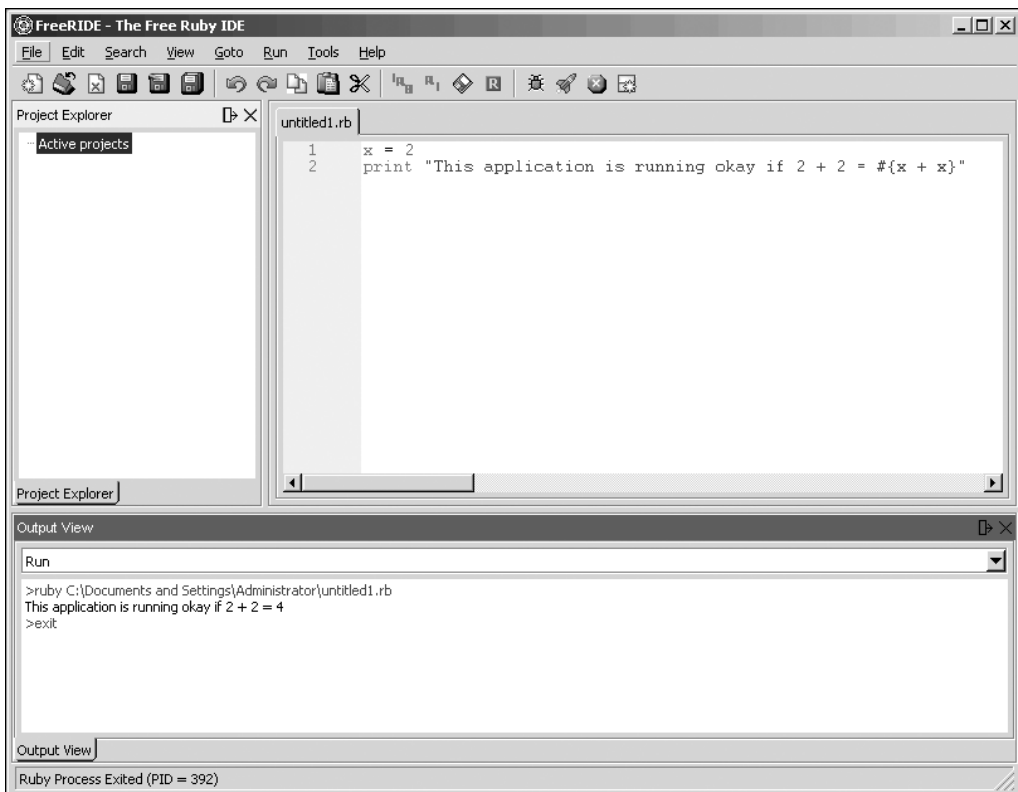 FreeRIDE - The Free Ruby IDE
File Edit Search View Goto Run Tools Help
Project Explorer
Active projects
Project Explorer
untitled1.rb
1 x = 2
2 print "This application is running okay if 2 + 2 = #{x + x}"
Output View
Run
>ruby C:\Documents and Settings\Administrator\untitled1.rb
This application is running okay if 2 + 2 = 4
>exit
Output View
Ruby Process Exited (PID = 392)